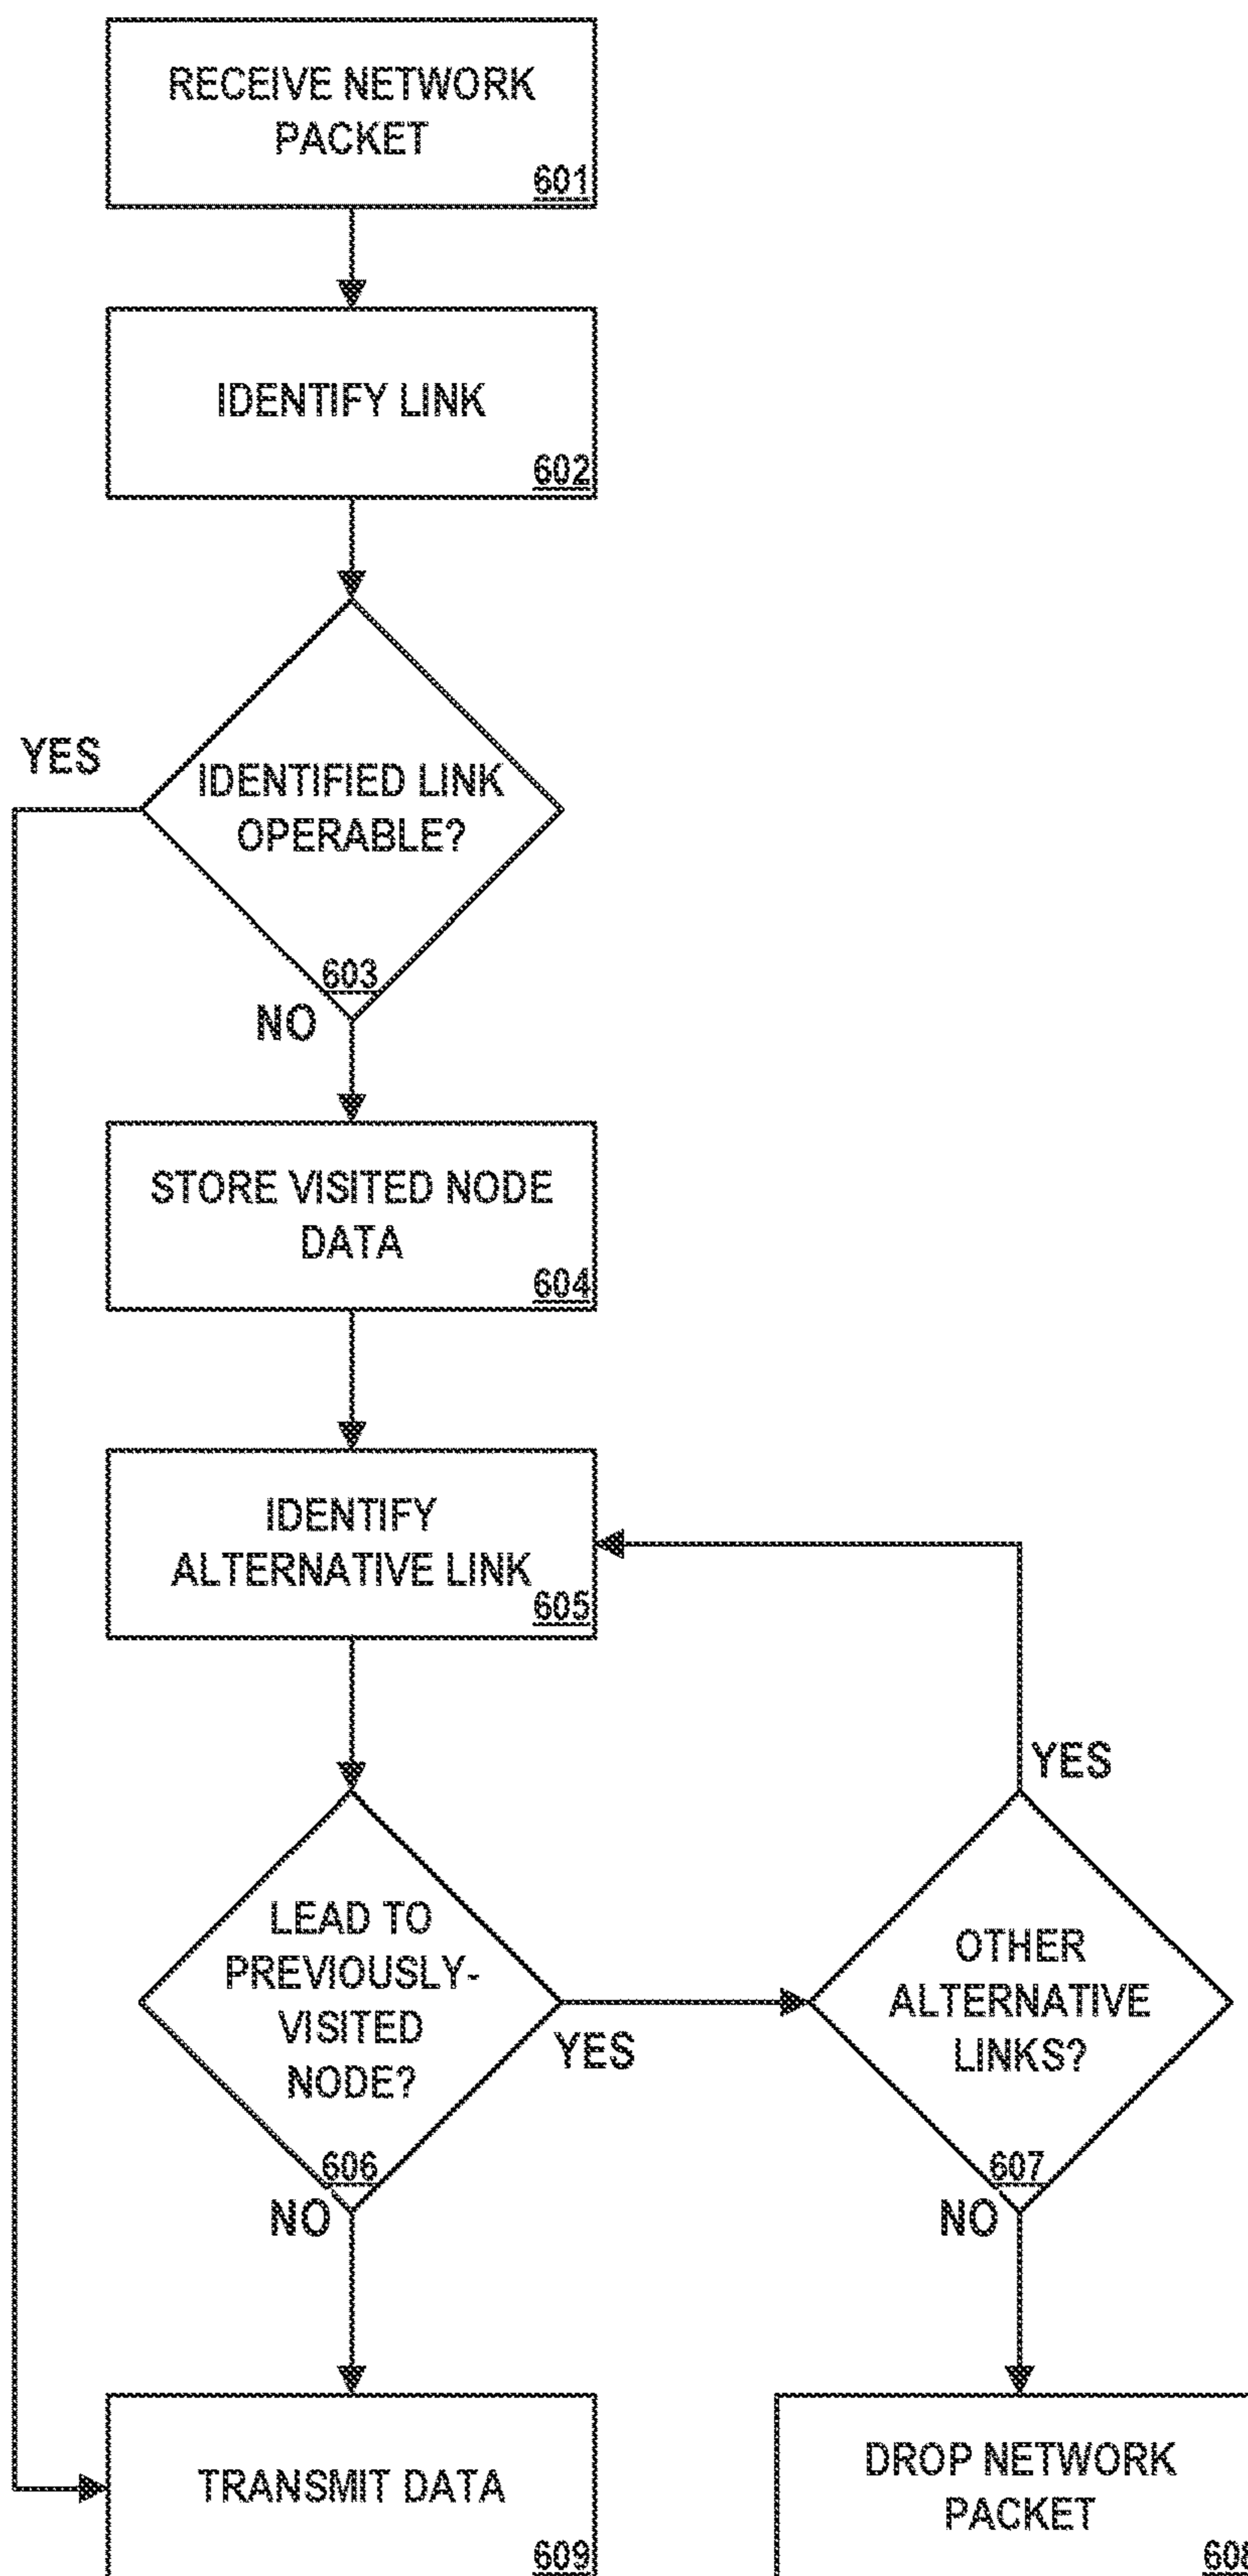 RECEIVE NETWORK
PACKET
601
IDENTIFY LINK
602
YES
IDENTIFIED LINK
OPERABLE?
603
NO
STORE VISITED NODE
DATA
604
IDENTIFY
ALTERNATIVE LINK
605
YES
LEAD TO
PREVIOUSLY-
VISITED
NODE?
606
YES
NO
OTHER
ALTERNATIVE
LINKS?
607
NO
TRANSMIT DATA
609
DROP NETWORK
PACKET
608